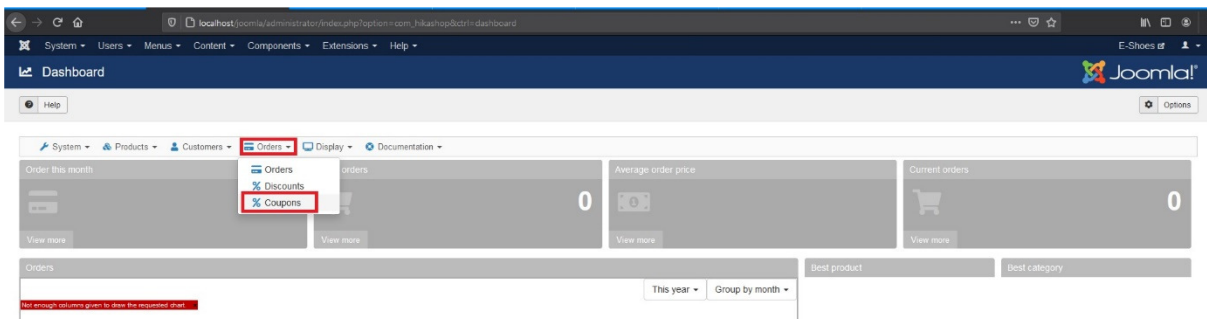 localhost/joomla/administrator/index.php?option=com_hikashop&ctrl=dashboard
System Users Menus Content Components Extensions Help E-Shoes
Dashboard Joomla!®
Help Options
System Products Customers Orders Display Documentation
Order this month Orders orders Average order price Current orders
Discounts
Coupons 0 0
View more View more View more View more
Orders Best product Best category
This year Group by month
Not enough columns given to draw the requested chart.